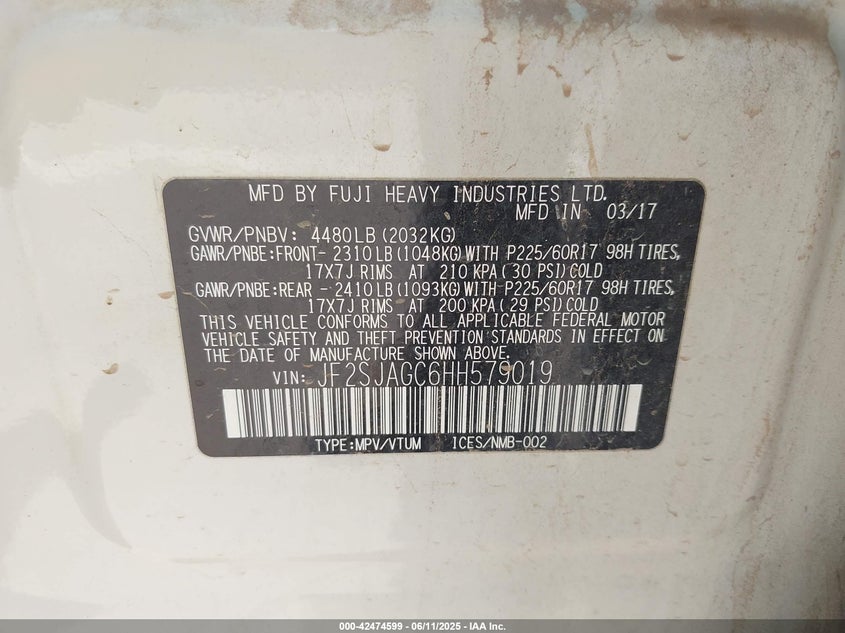 MFD BY FUJI HEAVY INDUSTRIES LTD.
MFD IN 03/17
GVWR/PNBV: 4480LB (2032KG)
GAWR/PNBE:FRONT- 2310 LB (1048KG) WITH P225/60R17 98H TIRES,
17X7J RIMS AT 210 KPA ( 30 PSI) COLD
GAWR/PNBE:REAR - 2410 LB (1093KG) WITH P225/60R17 98H TIRES,
17X7J RIMS AT 200 KPA ( 29 PSI) COLD
THIS VEHICLE CONFORMS TO ALL APPLICABLE FEDERAL MOTOR
VEHICLE SAFETY AND THEFT PREVENTION STANDARDS IN EFFECT ON
THE DATE OF MANUFACTURE SHOWN ABOVE.
VIN: JF2SJAGC6HH579019
TYPE:MPV/VTUM ICES/NMB-002
000-42474599 - 06/11/2025 - IAA Inc.